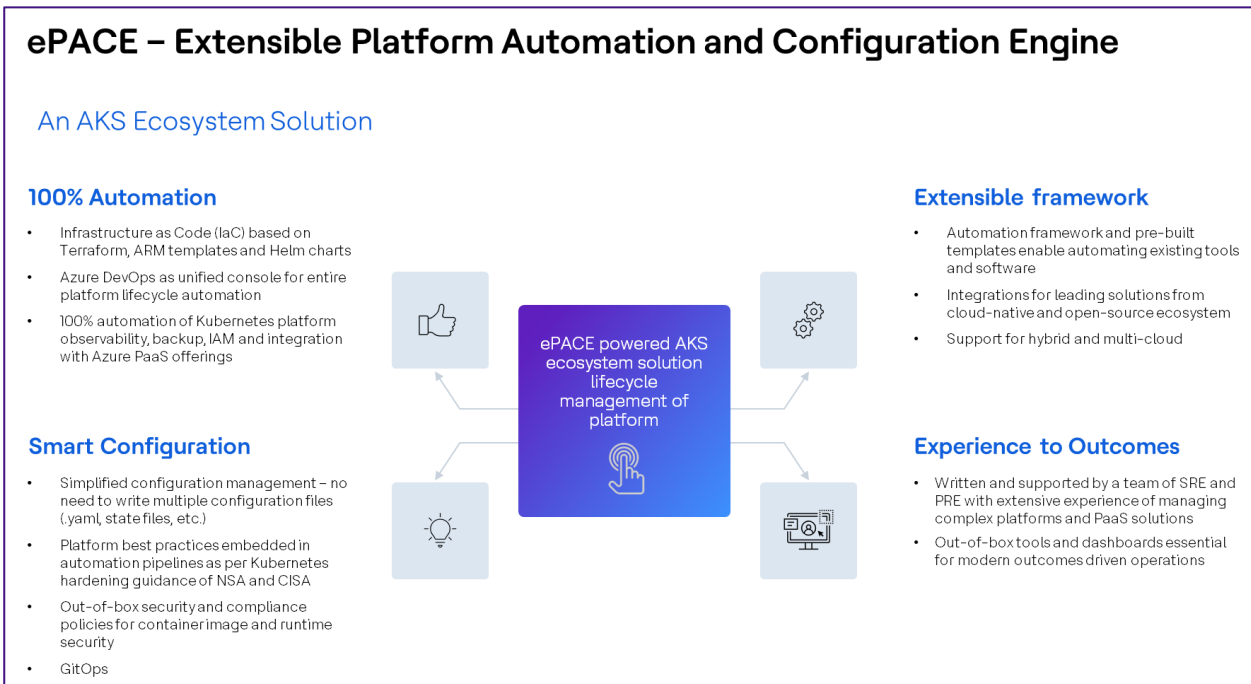 ePACE – Extensible Platform Automation and Configuration Engine
An AKS Ecosystem Solution
100% Automation
• Infrastructure as Code (IaC) based on
Terraform, ARM templates and Helm charts
• Azure DevOps as unified console for entire
platform lifecycle automation
• 100% automation of Kubernetes platform
observability, backup, IAM and integration
with Azure PaaS offerings
Smart Configuration
• Simplified configuration management – no
need to write multiple configuration files
(.yaml, state files, etc.)
• Platform best practices embedded in
automation pipelines as per Kubernetes
hardening guidance of NSA and CISA
• Out-of-box security and compliance
policies for container image and runtime
security
• GitOps
ePACE powered AKS
ecosystem solution
lifecycle
management of
platform
Extensible framework
• Automation framework and pre-built
templates enable automating existing tools
and software
• Integrations for leading solutions from
cloud-native and open-source ecosystem
• Support for hybrid and multi-cloud
Experience to Outcomes
• Written and supported by a team of SRE and
PRE with extensive experience of managing
complex platforms and PaaS solutions
• Out-of-box tools and dashboards essential
for modern outcomes driven operations